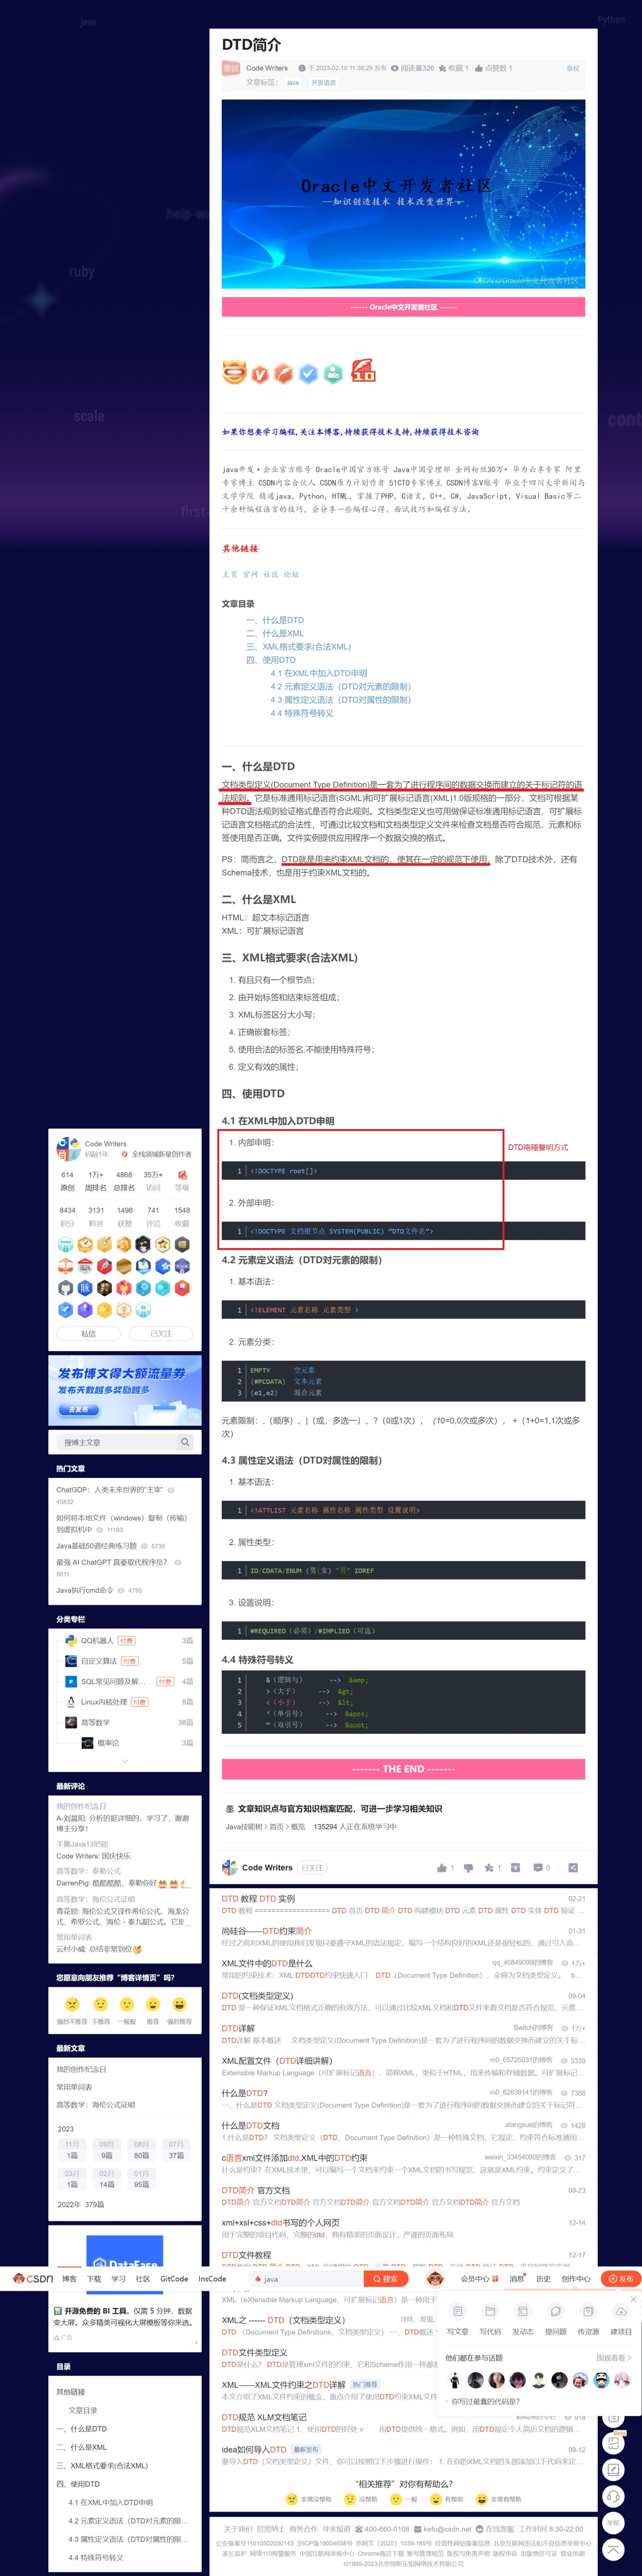 java
Python
help-wa
ruby
scale
cont
first-
DTD简介
原创
Code Writers 于 2023-02-10 11:38:29 发布 阅读量326 收藏 1 点赞数 1
版权
文章标签： java 开发语言
Oracle中文开发者社区
--知识创造技术 技术改变世界-
CSDN @Oracle中文开发者社区
------ Oracle中文开发者社区 ------
如果你想要学习编程,关注本博客,持续获得技术支持,持续获得技术咨询
java开发·企业官方账号 Oracle中国官方账号 Java中国管理部 全网粉丝30万+ 华为云享专家 阿里
专家博主 CSDN内容合伙人 CSDN原力计划作者 51CTO专家博主 CSDN博客V账号 毕业于四川大学新闻与
文学学院 精通java, Python, HTML, 掌握了PHP, C语言, C++, C#, JavaScript, Visual Basic等二
十余种编程语言的技巧, 会分享一些编程心得、面试技巧和编程方法。
其他链接
主页 官网 社区 论坛
文章目录
一、什么是DTD
二、什么是XML
三、XML格式要求(合法XML)
四、使用DTD
4.1 在XML中加入DTD申明
4.2 元素定义语法（DTD对元素的限制）
4.3 属性定义语法（DTD对属性的限制）
4.4 特殊符号转义
一、什么是DTD
文档类型定义(Document Type Definition)是一套为了进行程序间的数据交换而建立的关于标记符的语
法规则。它是标准通用标记语言(SGML)和可扩展标记语言(XML)1.0版规格的一部分，文档可根据某
种DTD语法规则验证格式是否符合此规则。文档类型定义也可用做保证标准通用标记语言、可扩展标
记语言文档格式的合法性，可通过比较文档和文档类型定义文件来检查文档是否符合规范，元素和标
签使用是否正确。文件实例提供应用程序一个数据交换的格式。
PS：简而言之，DTD就是用来约束XML文档的，使其在一定的规范下使用。除了DTD技术外，还有
Schema技术，也是用于约束XML文档的。
二、什么是XML
HTML：超文本标记语言
XML：可扩展标记语言
三、XML格式要求(合法XML)
1. 有且只有一个根节点；
2. 由开始标签和结束标签组成；
3. XML标签区分大小写；
4. 正确嵌套标签；
5. 使用合法的标签名,不能使用特殊符号；
6. 定义有效的属性；
四、使用DTD
4.1 在XML中加入DTD申明
1. 内部申明：
DTD兩種聲明方式
1 <!DOCTYPE root[]>
2. 外部申明：
1 <!DOCTYPE 文档根节点 SYSTEM(PUBLIC) “DTD文件名”>
4.2 元素定义语法（DTD对元素的限制）
1. 基本语法：
1 <!ELEMENT 元素名称 元素类型 >
2. 元素分类：
1 EMPTY 空元素
2 (#PCDATA) 文本元素
3 (e1,e2) 混合元素
元素限制：,（顺序）、|（或，多选一）、?（0或1次），（?0=0,0次或多次）， +（1+0=1,1次或多
次）
4.3 属性定义语法（DTD对属性的限制）
1. 基本语法：
1 <!ATTLIST 元素名称 属性名称 属性类型 设置说明>
2. 属性类型：
1 ID/CDATA/ENUM (男|女) "男" IDREF
3. 设置说明：
1 #REQUIRED（必须）/#IMPLIED（可选）
4.4 特殊符号转义
1 &（逻辑与） --> &amp;
2 >（大于） --> &gt;
3 <（小于） --> &lt;
4 ‘（单引号） --> &apos;
5 “（双引号） --> &quot;
------- THE END -------
文章知识点与官方知识档案匹配，可进一步学习相关知识
Java技能树 > 首页 > 概览 135294 人正在系统学习中
Code Writers 已关注 1 1 0
Code Writers
码龄1年 全栈领域新星创作者
614 1万+ 4868 35万+
原创 周排名 总排名 访问 等级
8434 3131 1496 741 1548
积分 粉丝 获赞 评论 收藏
私信 已关注
发布博文得大额流量券
发布天数越多奖励越多
去发布
搜博主文章
热门文章
ChatGDP：人类未来世界的“主宰”
45832
如何将本地文件（windows）复制（传输）
到虚拟机中 11163
Java基础50道经典练习题 5735
最强 AI ChatGPT 真要取代程序员？
5611
Java执行cmd命令 4795
分类专栏
QQ机器人 付费 3篇
自定义算法 付费 5篇
SQL常见问题及解... 付费 4篇
Linux内核处理 付费 8篇
高等数学 38篇
概率论 3篇
最新评论
我的创作纪念日
A-刘晨阳: 分析的挺详细的，学习了，谢谢
博主分享!
手撕Java13把锁
Code Writers: 国庆快乐
高等数学：泰勒公式
DarrenPig: 酷酷酷酷，泰勒你好
高等数学：海伦公式证明
青花锁: 海伦公式又译作希伦公式、海龙公
式、希罗公式、海伦－秦九韶公式。它是...
常用单词表
云村小威: 总结非常到位
您愿意向朋友推荐“博客详情页”吗？
强烈不推荐 不推荐 一般般 推荐 强烈推荐
最新文章
我的创作纪念日
常用单词表
高等数学：海伦公式证明
2023
11月 09月 08月 07月
1篇 9篇 80篇 37篇
03月 02月 01月
1篇 14篇 95篇
2022年 379篇
DataEase
开源免费的 BI 工具，仅需 5 分钟，数据
变大屏。众多精美可视化大屏模板等你来选。
广告
目录
其他链接
文章目录
一、什么是DTD
二、什么是XML
三、XML格式要求(合法XML)
四、使用DTD
4.1 在XML中加入DTD申明
4.2 元素定义语法（DTD对元素的限...
4.3 属性定义语法（DTD对属性的限...
4.4 特殊符号转义
DTD 教程 DTD 实例 02-21
DTD 教程 ================== DTD 首页 DTD 简介 DTD 构建模块 DTD 元素 DTD 属性 DTD 实体 DTD 验证 ...
尚硅谷——DTD约束简介 01-31
经过之前对XML的使用我们发现只要遵守XML的语法规定，编写一个结构良好的XML还是很轻松的，通过引入命...
XML文件中的DTD是什么 qq_40849099的博客 1万+
常用的约束技术：XML DTDDTD约束快速入门 DTD（Document Type Definition），全称为文档类型定义。 b...
DTD(文档类型定义) 09-04
DTD 是一种保证XML文档格式正确的有效方法，可以通过比较XML文档和DTD文件来看文档是否符合规范，元素...
DTD详解 Switch的博客 1万+
DTD详解 基本概述 文档类型定义(Document Type Definition)是一套为了进行程序间的数据交换而建立的关于标...
XML配置文件（DTD详细讲解） m0_65725031的博客 3339
Extensible Markup Language（可扩展标记语言），简称XML，类似于HTML，用来传输和存储数据。可扩展标记...
什么是DTD? m0_62839141的博客 7388
一、什么是DTD 文档类型定义(Document Type Definition)是一套为了进行程序间的数据交换而建立的关于标记符...
什么是DTD文档 atangxue的博客 1428
1.什么是DTD？ 文档类型定义（DTD，Document Type Definition）是一种特殊文档，它规定、约束符合标准通用...
c语言xml文件添加dtd,XML中的DTD约束 weixin_33454080的博客 317
什么是约束？在XML技术里，可以编写一个文档来约束一个XML文档的书写规范，这就是XML约束。约束定义了...
DTD简介 官方文档 09-23
DTD简介 官方文档DTD简介 官方文档DTD简介 官方文档DTD简介 官方文档DTD简介 官方文档
xml+xsl+css+dtd书写的个人网页 12-14
用于完整的项目代码，完整的dtd，拥有精美的页面设计，严谨的页面布局
DTD文件教程 12-17
CSDN 博客 下载 学习 社区 GitCode InsCode java 搜索 会员中心 消息 历史 创作中心 发布
XML（eXtensible Markup Language，可扩展标记语言）是一种用于
XML之 ------ DTD（文档类型定义） 寻找，发现，
DTD （Document Type Definitions，文档类型定义） 一、DTD概述
DTD文件类型定义
DTD是什么？ DTD是管理xml文件的约束，它和Schema作用一样都
XML——XML文件约束之DTD详解 热门推荐
本文介绍了XML文件约束的概念，重点介绍了使用DTD约束XML文件
DTD规范 XLM文档笔记 918
DTD规范XLM文档笔记 1、使用DTD的好处 v 用DTD提供统一格式。例如，用DTD规定个人简历文档的逻辑...
idea如何导入DTD 最新发布 09-12
要导入DTD（文档类型定义）文件，你可以按照以下步骤进行操作： 1. 在你的XML文档的头部添加以下代码来定...
“相关推荐” 对你有帮助么？
非常没帮助 没帮助 一般 有帮助 非常有帮助
写文章 写代码 发动态 提问题 传资源 建项目
他们都在参与话题 围观看看 >
你写过最蠢的代码是？
Beta
举报
关于我们 招贤纳士 商务合作 寻求报道 400-660-0108 kefu@csdn.net 在线客服 工作时间 8:30-22:00
公安备案号11010502030143 京ICP备19004658号 京网文〔2020〕1039-165号 经营性网站备案信息 北京互联网违法和不良信息举报中心
家长监护 网络110报警服务 中国互联网举报中心 Chrome商店下载 账号管理规范 版权与免责声明 版权申诉 出版物许可证 营业执照
©1999-2023北京创新乐知网络技术有限公司